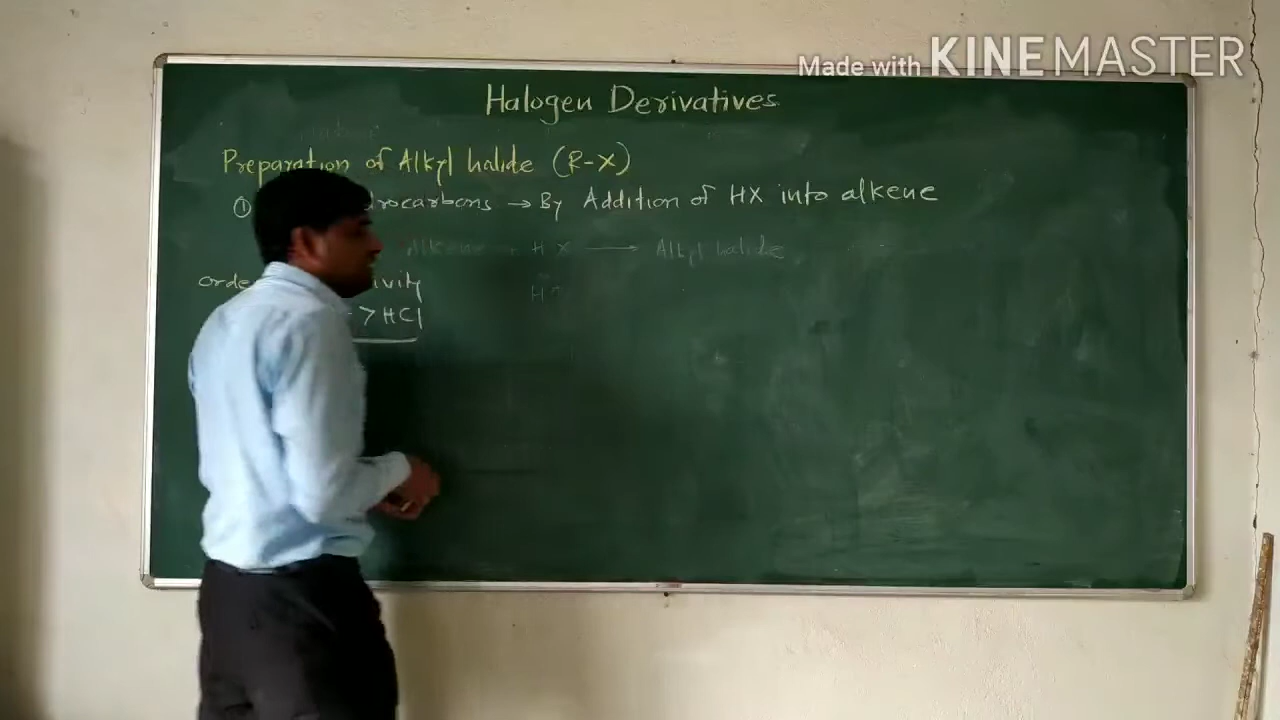 Made with KINEMASTER
Halogen Derivatives
Preparation of Alkyl halide (R-X)
① drocarbons → By Addition of HX into alkene
Alkene + HX ⟶ Alkyl halide
orde ivity
> HCl